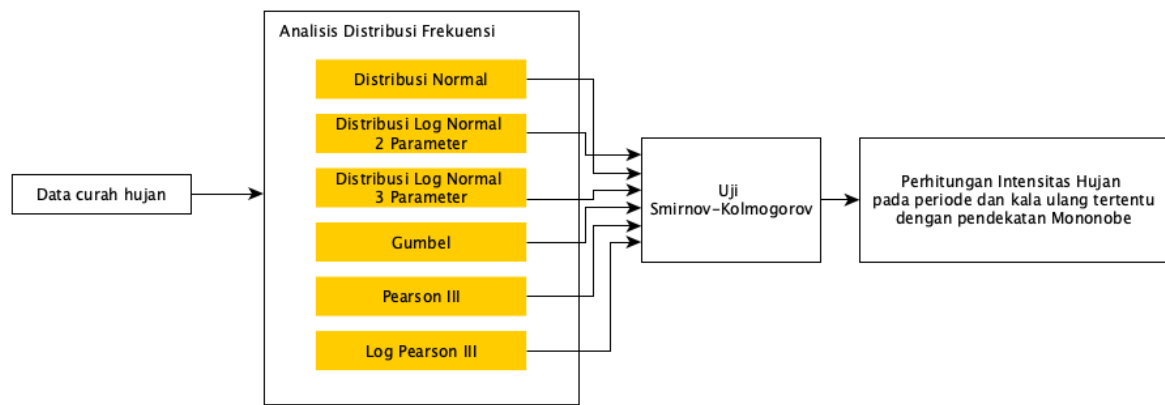 Analisis Distribusi Frekuensi
Distribusi Normal
Distribusi Log Normal
2 Parameter
Distribusi Log Normal
3 Parameter
Gumbel
Pearson III
Log Pearson III
Data curah hujan
Uji
Smirnov-Kolmogorov
Perhitungan Intensitas Hujan
pada periode dan kala ulang tertentu
dengan pendekatan Mononobe